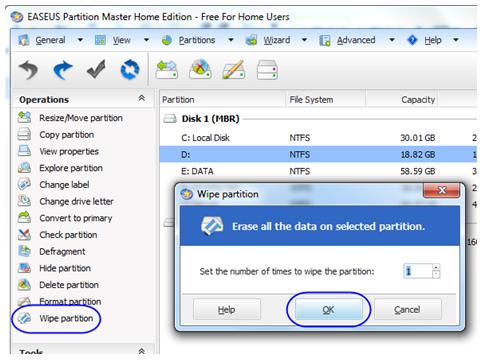 EASEUS Partition Master Home Edition - Free For Home Users
General View Partitions Wizard Advanced Help
Operations
Partition File System Capacity
Resize/Move partition
Disk 1 (MBR)
Copy partition
C: Local Disk NTFS 30.01 GB 2
View properties
D: NTFS 18.82 GB 1
Explore partition
E: DATA NTFS 58.59 GB 3
Change label
Change drive letter
Convert to primary
Check partition
Defragment
Hide partition
Delete partition
Format partition
Wipe partition
Tools
Wipe partition
Erase all the data on selected partition.
Set the number of times to wipe the partition: 1
Help OK Cancel